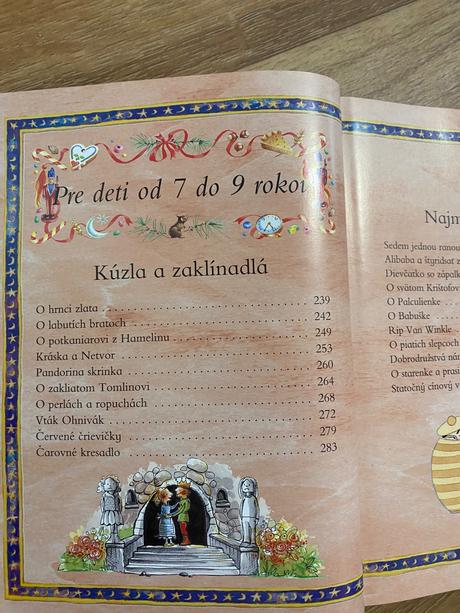 Pre deti od 7 do 9 rokov
Kúzla a zaklínadlá
O hrnci zlata 239
O labutích bratoch 242
O potkaniarovi z Hamelinu 249
Kráska a Netvor 253
Pandorina skrinka 260
O zakliatom Tomlinovi 264
O perlách a ropuchách 268
Vták Ohnivák 272
Červené črievičky 279
Čarovné kresadlo 283
Najm
Sedem jednou ranou
Alibaba a štyridsať z
Dievčatko so zápalk
O svätom Krištofov
O Palculienke
O Babuške
Rip Van Winkle
O piatich slepcoch
Dobrodružstvá nám
O starenke a prasi
Statočný cínový v